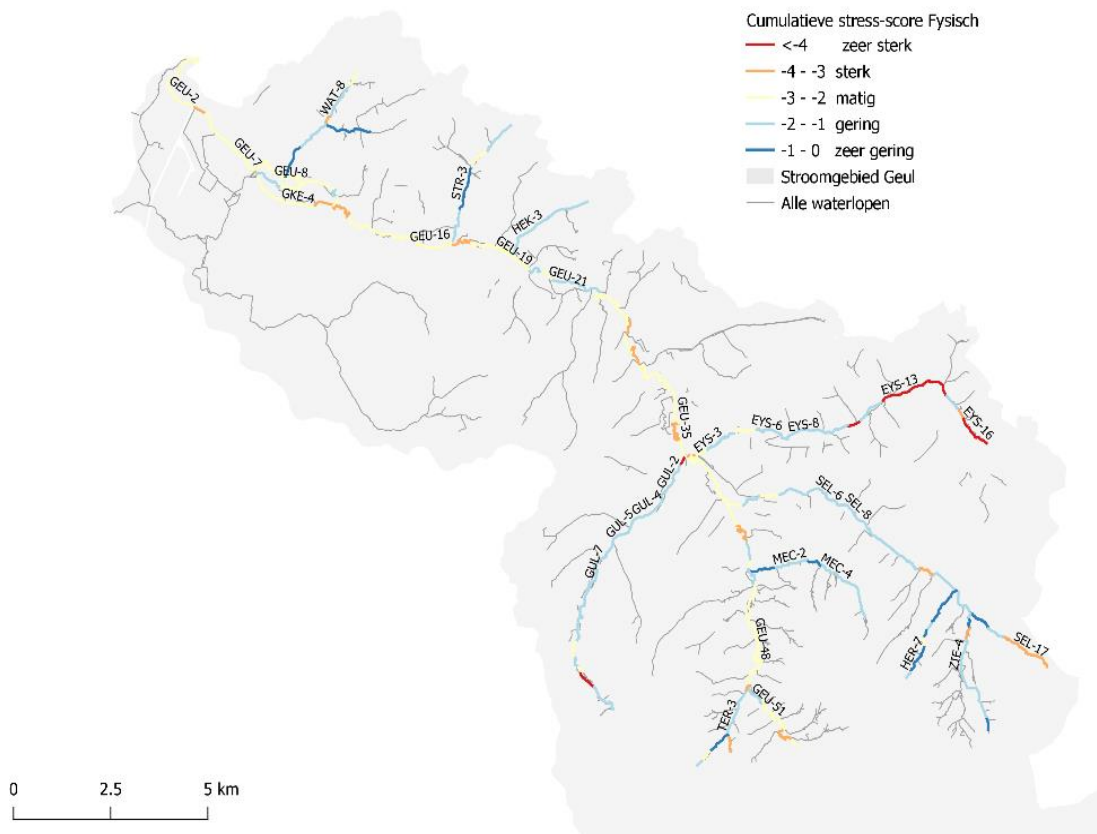 Cumulatieve stress-score Fysisch
<-4 zeer sterk
-4 - -3 sterk
-3 - -2 matig
-2 - -1 gering
-1 - 0 zeer gering
Stroomgebied Geul
Alle waterlopen
GEU-2
WAT-8
GEU-7
GEU-8
GKE-4
STR-3
HEK-3
GEU-16
GEU-19
GEU-21
GEU-35
EYS-3
EYS-6
EYS-8
EYS-13
EYS-16
GUL-2
GUL-4
GUL-5
GUL-7
SEL-6
SEL-8
MEC-2
MEC-4
GEU-48
HER-7
ZIE-4
SEL-17
TER-3
GEU-51
0 2.5 5 km